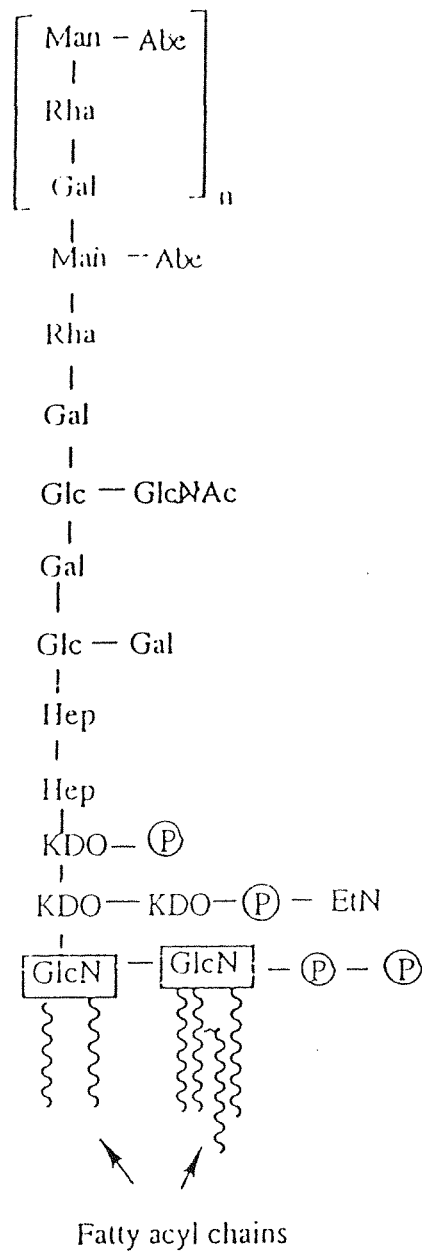 Man – Abe
Rha
Gal
n
Man – Abe
Rha
Gal
Glc – GlcNAc
Gal
Glc – Gal
Hep
Hep
KDO – P
KDO – KDO – P – EtN
GlcN – GlcN – P – P
Fatty acyl chains